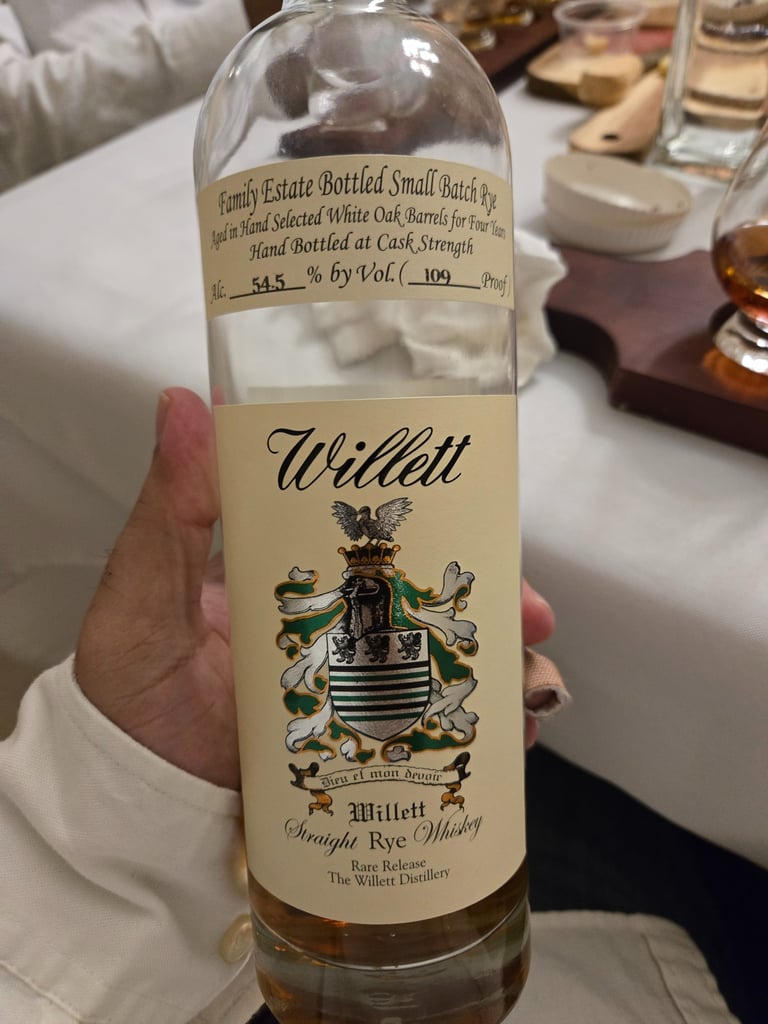 Family Estate Bottled Small Batch Rye
Aged in Hand Selected White Oak Barrels for Four Years
Hand Bottled at Cask Strength
Alc. 54.5 % by Vol. ( 109 Proof)
Willett
Dieu et mon devoir
Willett
Straight Rye Whiskey
Rare Release
The Willett Distillery